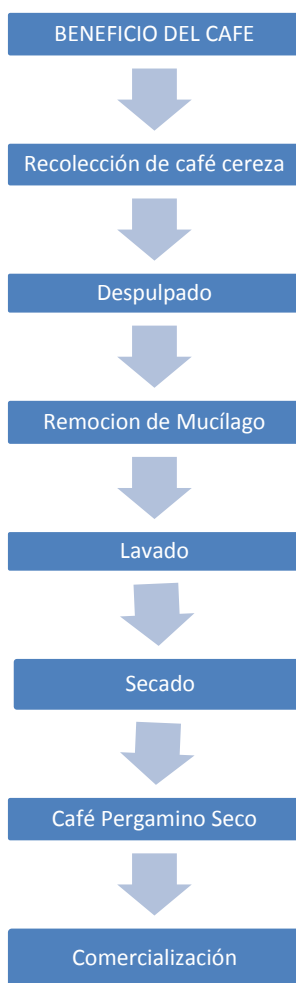 BENEFICIO DEL CAFE
Recolección de café cereza
Despulpado
Remocion de Mucílago
Lavado
Secado
Café Pergamino Seco
Comercialización